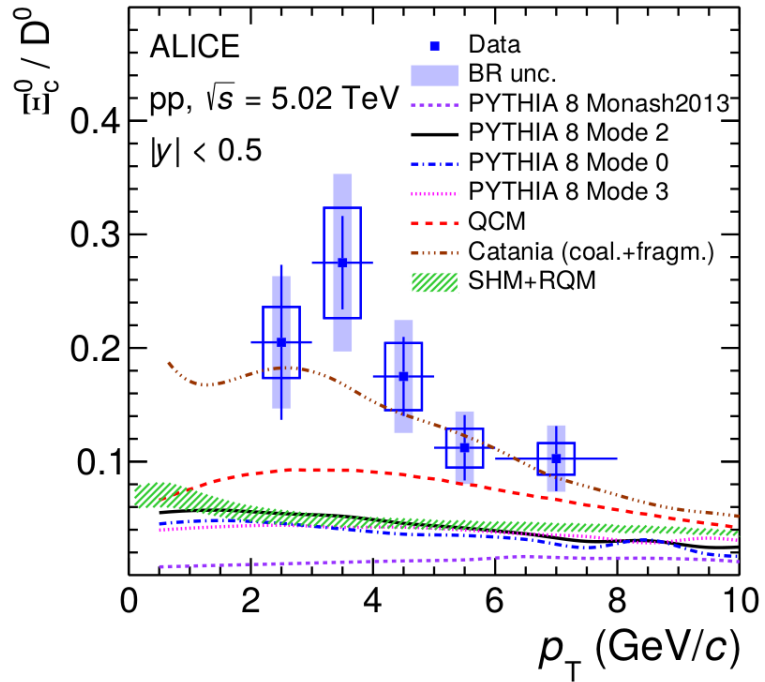 Ξ⁰c / D⁰
ALICE
pp, √s = 5.02 TeV
|y| < 0.5
Data
BR unc.
PYTHIA 8 Monash2013
PYTHIA 8 Mode 2
PYTHIA 8 Mode 0
PYTHIA 8 Mode 3
QCM
Catania (coal.+fragm.)
SHM+RQM
0.4
0.3
0.2
0.1
0 2 4 6 8 10
pT (GeV/c)